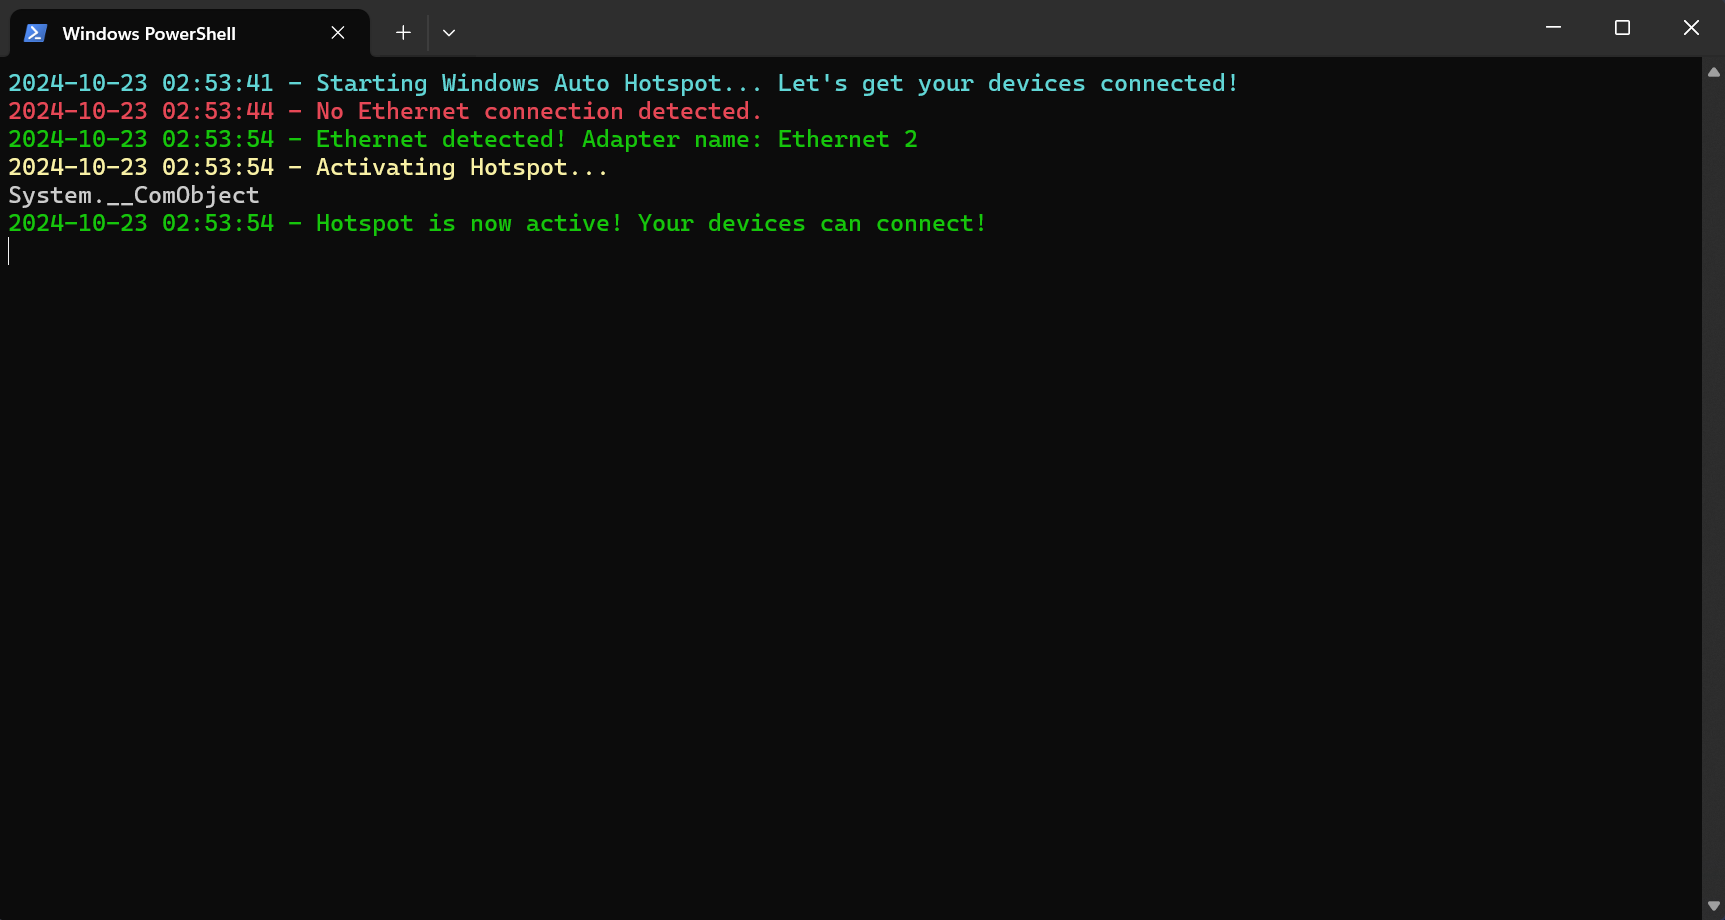 Windows PowerShell
2024-10-23 02:53:41 - Starting Windows Auto Hotspot... Let's get your devices connected!
2024-10-23 02:53:44 - No Ethernet connection detected.
2024-10-23 02:53:54 - Ethernet detected! Adapter name: Ethernet 2
2024-10-23 02:53:54 - Activating Hotspot...
System.__ComObject
2024-10-23 02:53:54 - Hotspot is now active! Your devices can connect!